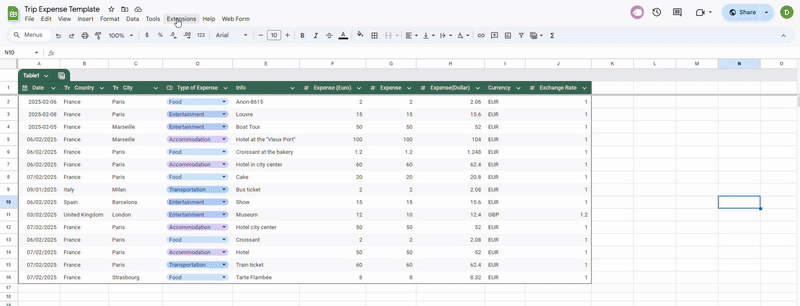 Trip Expense Template
File Edit View Insert Format Data Tools Extensions Help Web Form
Share
D
Menus 100% $ % .0 .00 123 Arial 10 B I A
N10 fx
A B C D E F G H I J K L M N O
Table1
1 Date Tr Country Tr City Type of Expense Info # Expense (Euro) # Expense # Expense(Dollar) Currency # Exchange Rate
2 2025-02-06 France Paris Food Anon-8615 2 2 2.06 EUR 1
3 2025-02-08 France Paris Entertainment Louvre 15 15 15.6 EUR 1
4 2025-02-05 France Marseille Entertainment Boat Tour 50 50 52 EUR 1
5 06/02/2025 France Marseille Accommodation Hotel at the "Vieux Port" 100 100 104 EUR 1
6 06/02/2025 France Paris Food Croissant at the bakery 1.2 1.2 1.248 EUR 1
7 06/02/2025 France Paris Accommodation Hotel in city center 60 60 62.4 EUR 1
8 07/02/2025 France Paris Food Cake 20 20 20.8 EUR 1
9 09/01/2025 Italy Milan Transportation Bus ticket 2 2 2.08 EUR 1
10 06/02/2025 Spain Barcelona Entertainment Show 15 15 15.6 EUR 1
11 03/02/2025 United Kingdom London Entertainment Museum 12 10 12.4 GBP 1.2
12 07/02/2025 France Paris Accommodation Hotel city center 50 50 52 EUR 1
13 06/02/2025 France Paris Food Croissant 2 2 2.08 EUR 1
14 07/02/2025 France Paris Accommodation Hotel 50 50 52 EUR 1
15 07/02/2025 France Paris Transportation Train ticket 60 60 62.4 EUR 1
16 07/02/2025 France Strasbourg Food Tarte Flambée 8 8 8.32 EUR 1
17
18